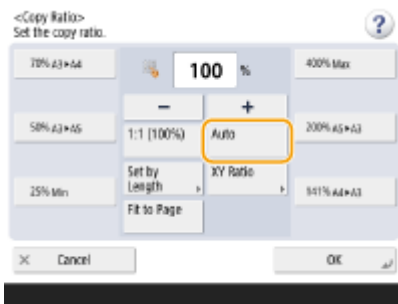 <Copy Ratio>
Set the copy ratio.
?
70% A3▶A4
100 %
400% Max
− +
50% A3▶A5
1:1 (100%)
Auto
200% A5▶A3
Set by
Length
XY Ratio
25% Min
141% A4▶A3
Fit to Page
× Cancel
OK